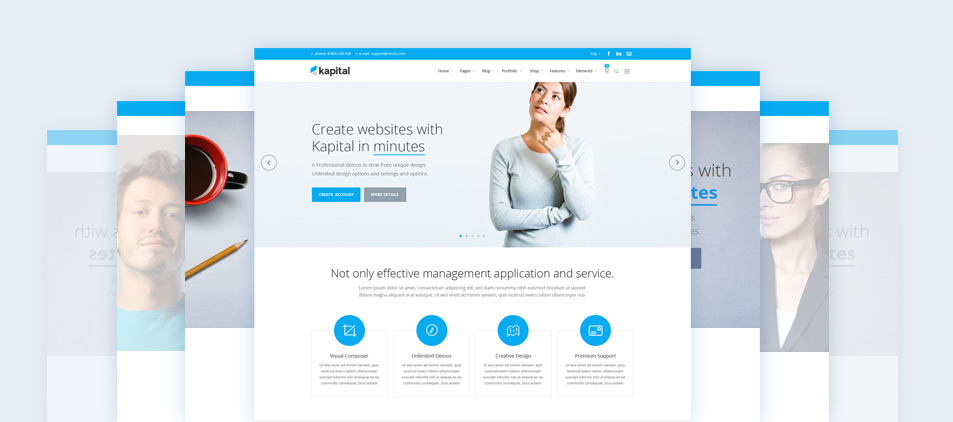 phone: 8-800-250-500 e-mail: support@kaluto.com
Eng
kapital
Home Pages Blog Portfolio Shop Features Elements
Create websites with
Kapital in minutes
6 Professional demos to strat from unique design.
Unlimited design options and settings and options.
CREATE ACCOUNT
MORE DETAILS
s with
tes
Not only effective management application and service.
Lorem ipsum dolor sit amet, consectetuer adipiscing elit, sed diam nonummy nibh euismod tincidunt ut laoreet
dolore magna aliquam erat volutpat. Ut wisi enim ad minim veniam, quis nostrud exerci tation ullamcorper sus
Visual Composer
Ut wisi enim ad minim veniam, quis
nostrud exerci tation ullamcorper
suscipit lobortis nisl ut aliquip ex ea
commodo consequat. Duis autem
Unlimited Demos
Ut wisi enim ad minim veniam, quis
nostrud exerci tation ullamcorper
suscipit lobortis nisl ut aliquip ex ea
commodo consequat. Duis autem
Creative Design
Ut wisi enim ad minim veniam, quis
nostrud exerci tation ullamcorper
suscipit lobortis nisl ut aliquip ex ea
commodo consequat. Duis autem
Premium Support
Ut wisi enim ad minim veniam, quis
nostrud exerci tation ullamcorper
suscipit lobortis nisl ut aliquip ex ea
commodo consequat. Duis autem